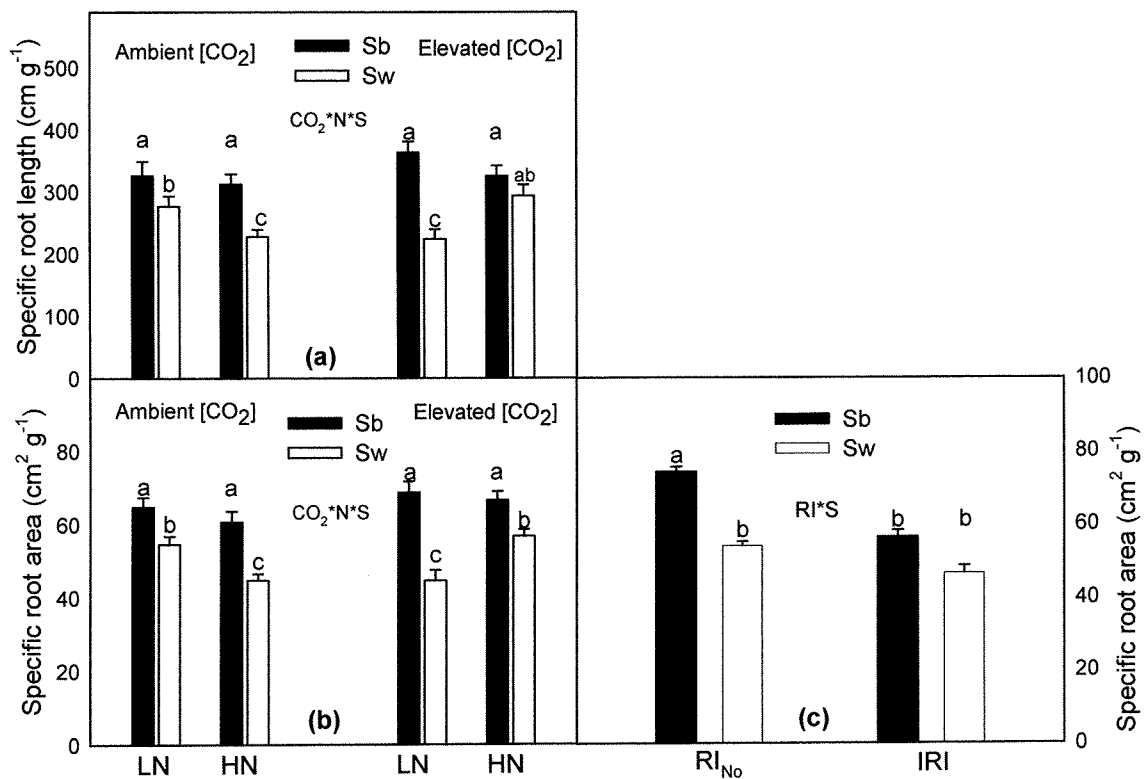 Specific root length (cm g-1)
500
400
300
200
100
0
Ambient [CO2]
Elevated [CO2]
Sb
Sw
CO2*N*S
a
b
a
c
a
c
a
ab
(a)
Specific root area (cm2 g-1)
80
60
40
20
0
Ambient [CO2]
Elevated [CO2]
Sb
Sw
CO2*N*S
a
b
a
c
a
c
a
b
(b)
LN
HN
LN
HN
Sb
Sw
RI*S
a
b
b
b
(c)
RINo
IRI
100
80
60
40
20
0
Specific root area (cm2 g-1)